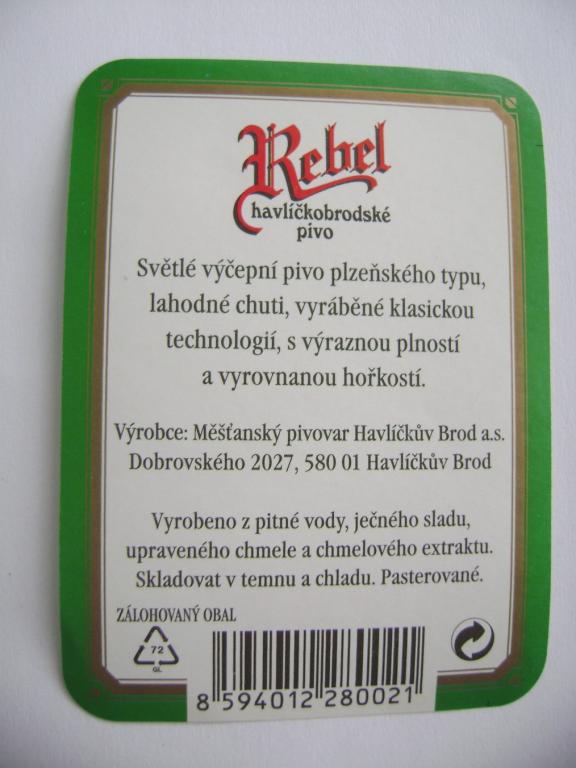 Rebel
havlíčkobrodské
pivo
Světlé výčepní pivo plzeňského typu,
lahodné chuti, vyráběné klasickou
technologií, s výraznou plností
a vyrovnanou hořkostí.
Výrobce: Měšťanský pivovar Havlíčkův Brod a.s.
Dobrovského 2027, 580 01 Havlíčkův Brod
Vyrobeno z pitné vody, ječného sladu,
upraveného chmele a chmelového extraktu.
Skladovat v temnu a chladu. Pasterované.
ZÁLOHOVANÝ OBAL
72
GL
8 594012 280021